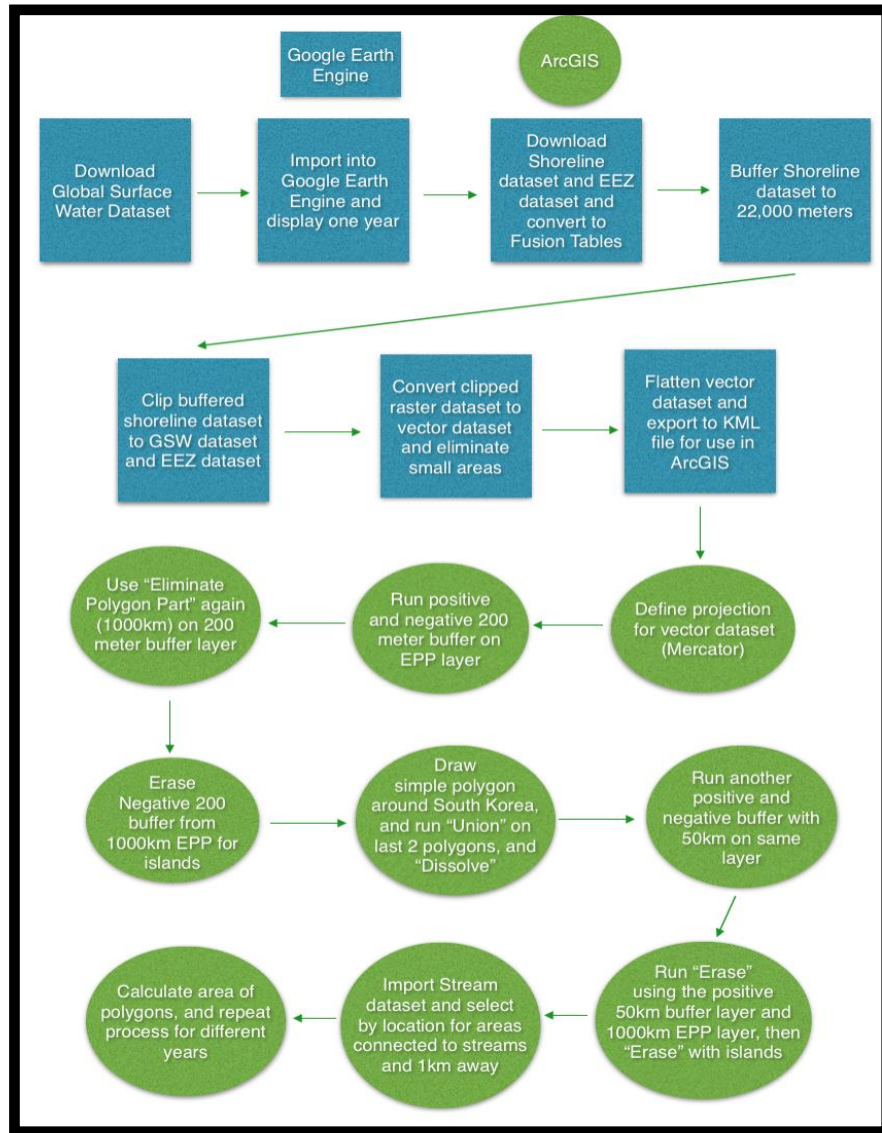 Google Earth
Engine
ArcGIS
Download
Global Surface
Water Dataset
Import into
Google Earth
Engine and
display one year
Download
Shoreline
dataset and EEZ
dataset and
convert to
Fusion Tables
Buffer Shoreline
dataset to
22,000 meters
Clip buffered
shoreline dataset
to GSW dataset
and EEZ dataset
Convert clipped
raster dataset to
vector dataset
and eliminate
small areas
Flatten vector
dataset and
export to KML
file for use in
ArcGIS
Define projection
for vector dataset
(Mercator)
Run positive
and negative 200
meter buffer on
EPP layer
Use “Eliminate
Polygon Part” again
(1000km) on 200
meter buffer layer
Erase
Negative 200
buffer from
1000km EPP for
islands
Draw
simple polygon
around South Korea,
and run “Union” on
last 2 polygons, and
“Dissolve”
Run another
positive and
negative buffer with
50km on same
layer
Run “Erase”
using the positive
50km buffer layer and
1000km EPP layer, then
“Erase” with islands
Import Stream
dataset and select
by location for areas
connected to streams
and 1km away
Calculate area of
polygons, and repeat
process for different
years